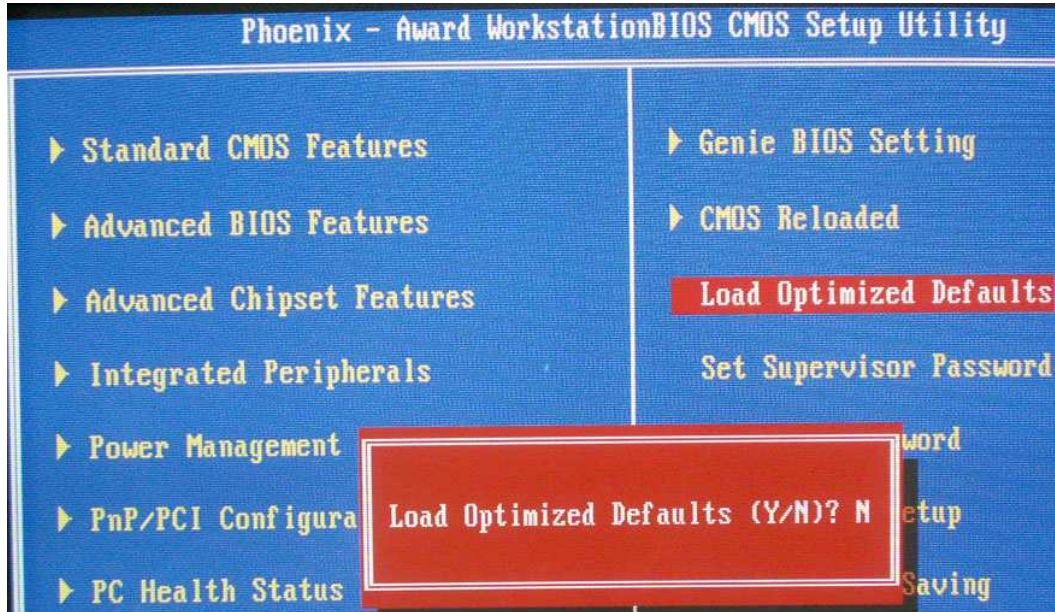 Phoenix - Award WorkstationBIOS CMOS Setup Utility
Standard CMOS Features
Advanced BIOS Features
Advanced Chipset Features
Integrated Peripherals
Power Management
PnP/PCI Configura
PC Health Status
Genie BIOS Setting
CMOS Reloaded
Load Optimized Defaults
Set Supervisor Password
word
etup
Saving
Load Optimized Defaults (Y/N)? N